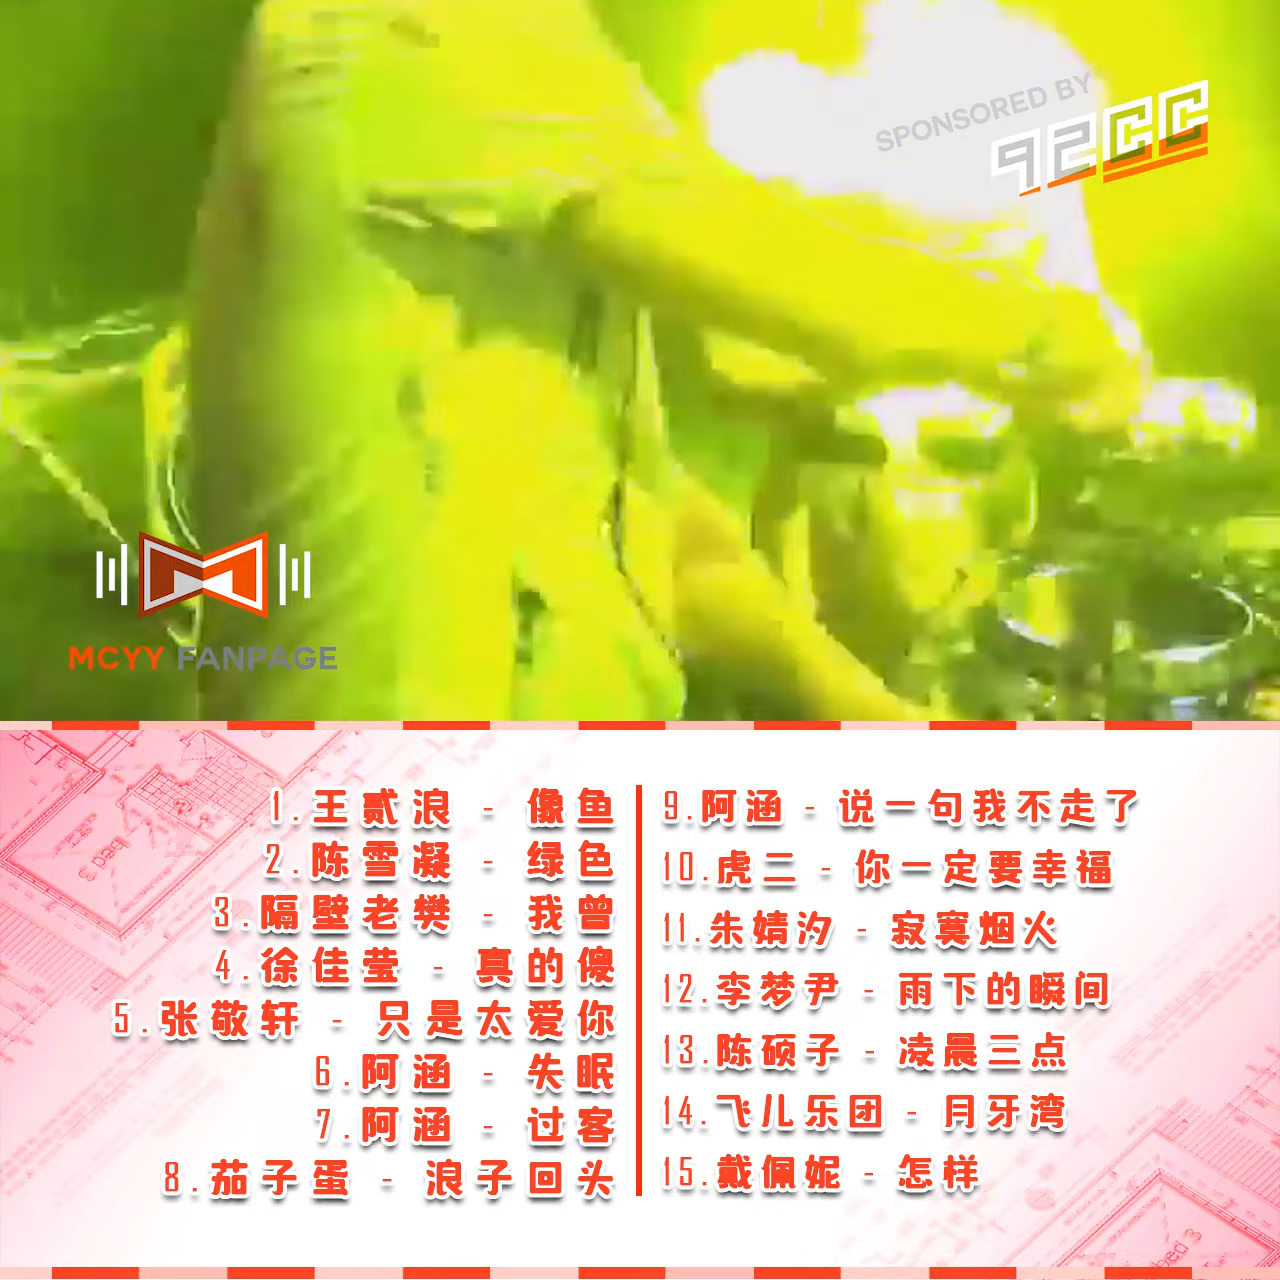 SPONSORED BY
92CC
MCYY FANPAGE
1.王贰浪 - 像鱼
2.陈雪凝 - 绿色
3.隔壁老樊 - 我曾
4.徐佳莹 - 真的傻
5.张敬轩 - 只是太爱你
6.阿涵 - 失眠
7.阿涵 - 过客
8.茄子蛋 - 浪子回头
9.阿涵 - 说一句我不走了
10.虎二 - 你一定要幸福
11.朱婧汐 - 寂寞烟火
12.李梦尹 - 雨下的瞬间
13.陈硕子 - 凌晨三点
14.飞儿乐团 - 月牙湾
15.戴佩妮 - 怎样